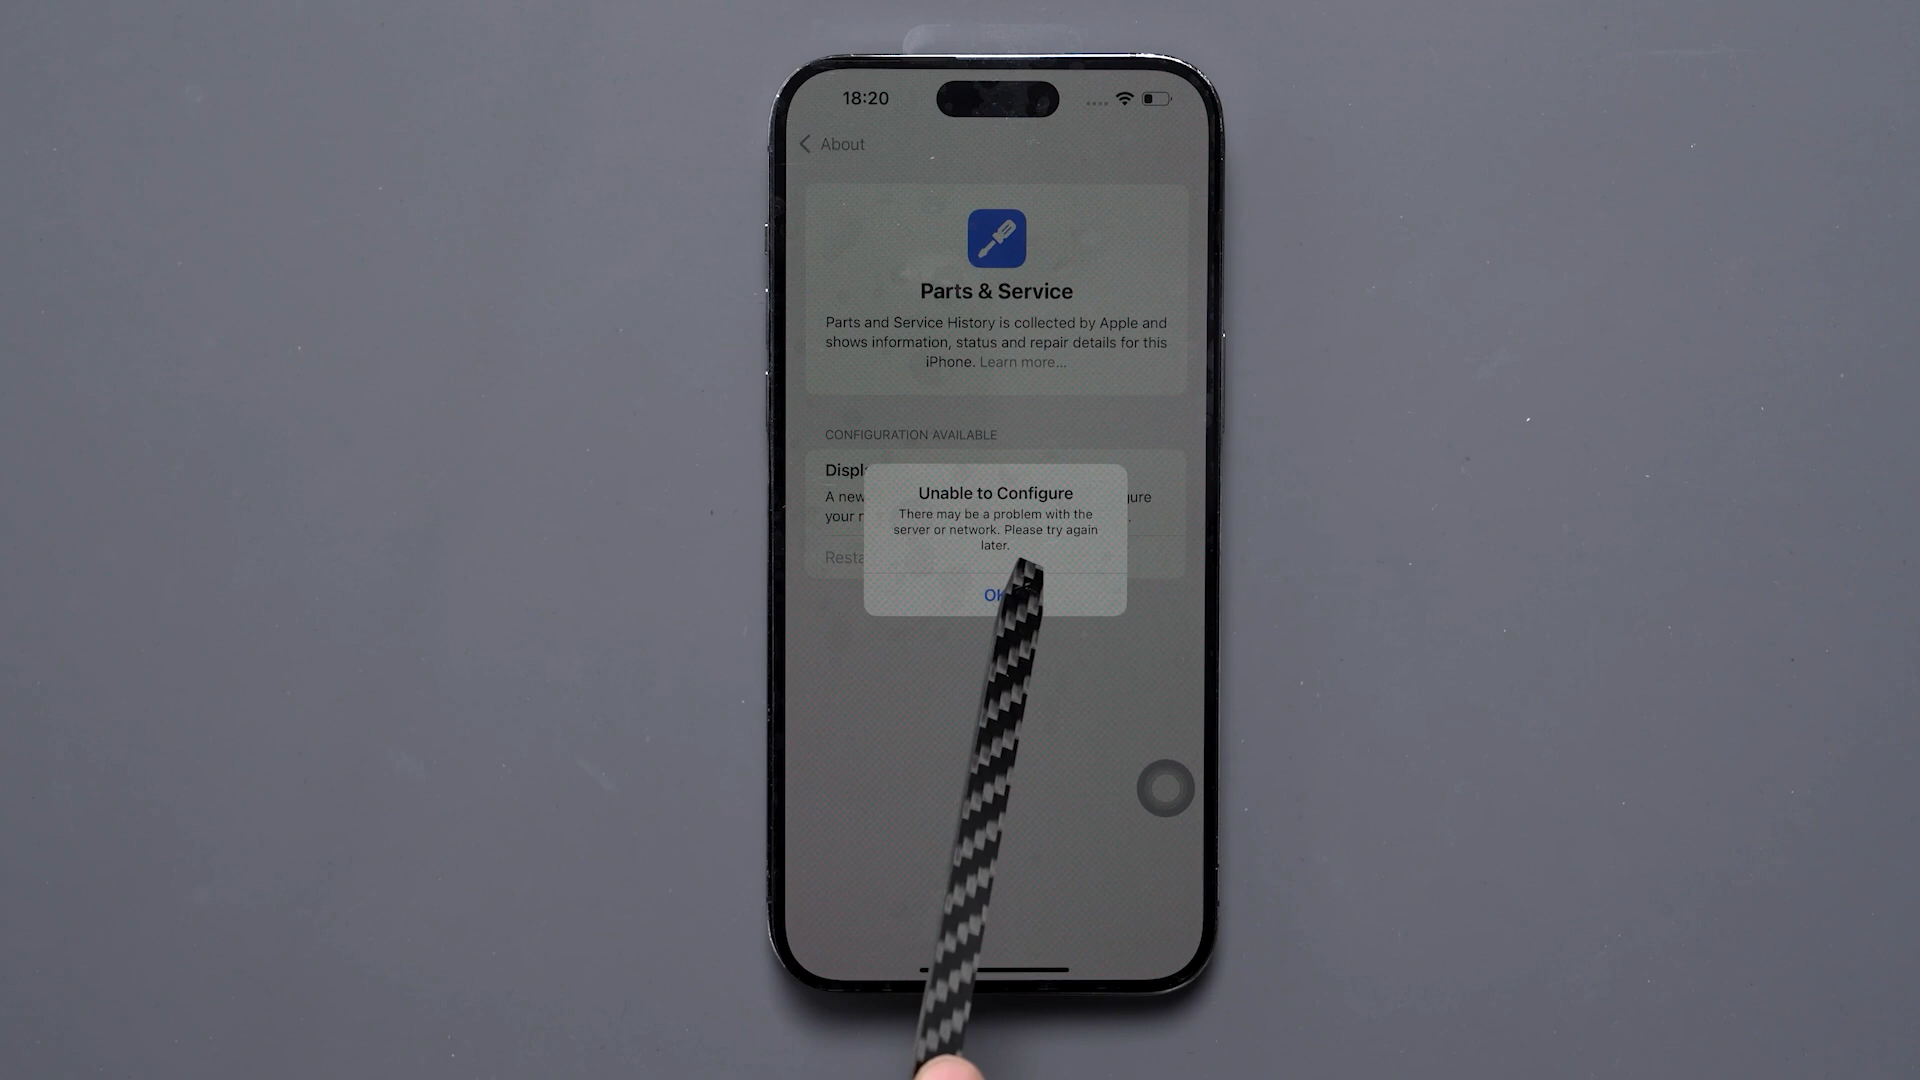 18:20
About
Parts & Service
Parts and Service History is collected by Apple and
shows information, status and repair details for this
iPhone. Learn more...
CONFIGURATION AVAILABLE
Unable to Configure
There may be a problem with the
server or network. Please try again
later.
A new
your
OK